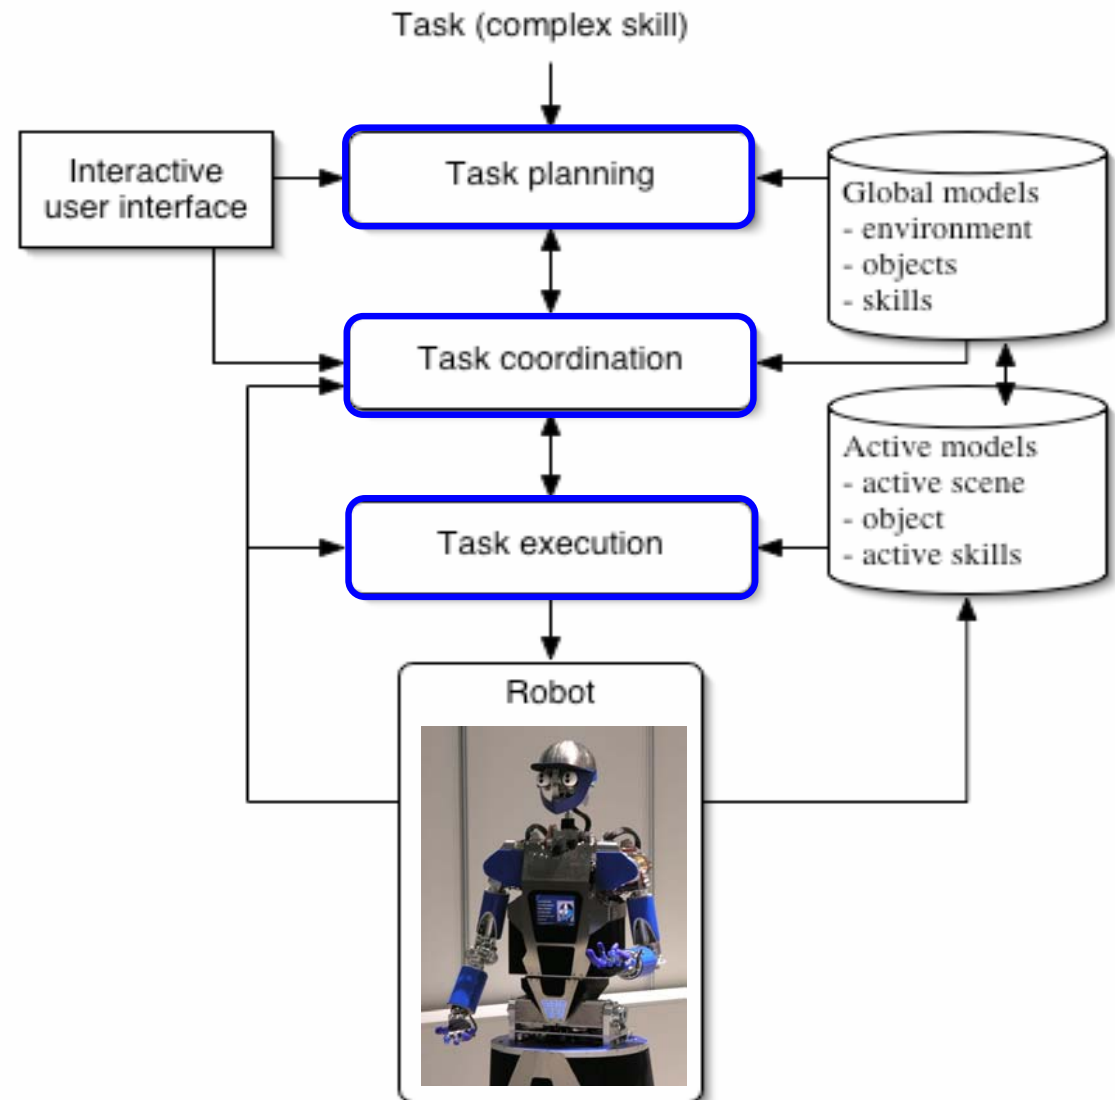 Task (complex skill)
Interactive
user interface
Task planning
Global models
- environment
- objects
- skills
Task coordination
Active models
- active scene
- object
- active skills
Task execution
Robot